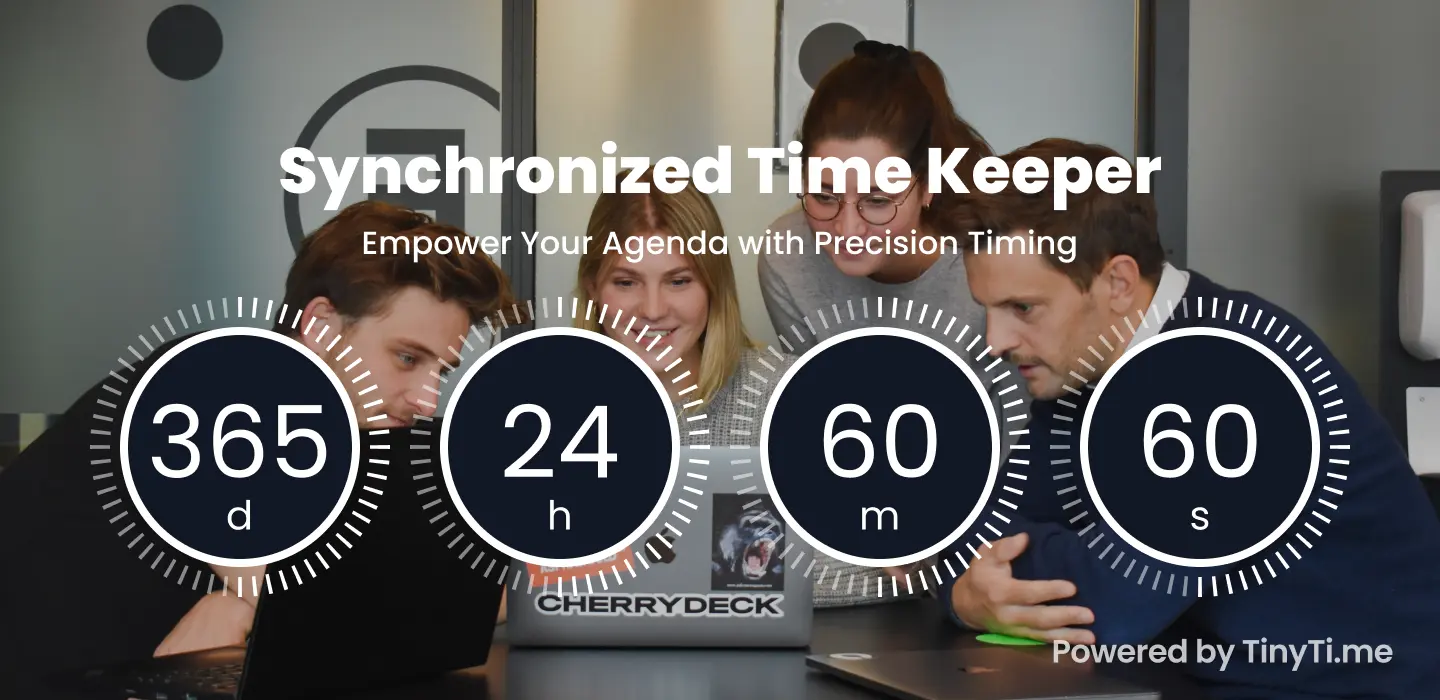 Synchronized Time Keeper
Empower Your Agenda with Precision Timing
365 24 60 60
d h m s
CHERRYDECK
Powered by TinyTi.me